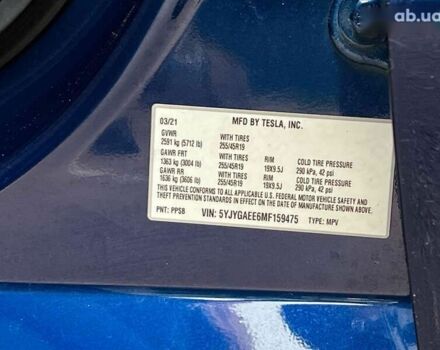 ab.ua
03/21 MFD BY TESLA, INC.
GVWR WITH TIRES
2591 kg (5712 lb) 255/45R19
GAWR FRT WITH TIRES RIM COLD TIRE PRESSURE
1363 kg (3004 lb) 255/45R19 19X9.5J 290 kPa, 42 psi
GAWR RR WITH TIRES RIM COLD TIRE PRESSURE
1636 kg (3606 lb) 255/45R19 19X9.5J 290 kPa, 42 psi
THIS VEHICLE CONFORMS TO ALL APPLICABLE U.S. FEDERAL MOTOR VEHICLE
SAFETY AND THEFT PREVENTION STANDARDS IN EFFECT ON THE DATE OF
MANUFACTURE SHOWN ABOVE.
PNT: PPSB VIN: 5YJYGAEE6MF159475 TYPE: MPV